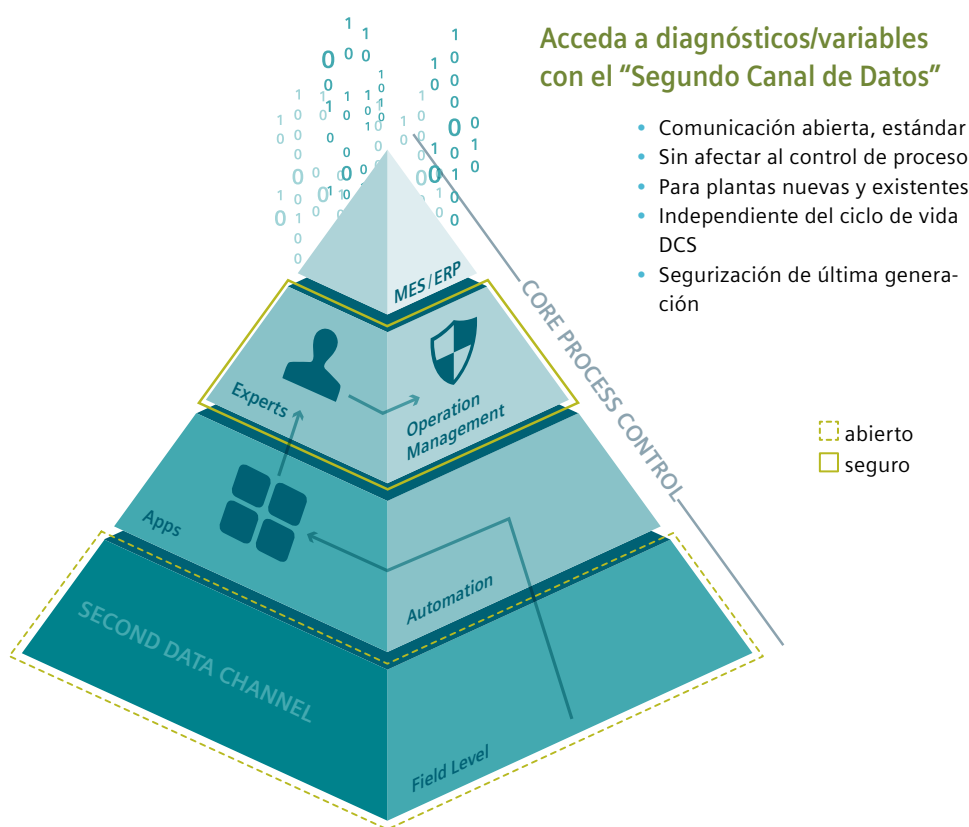 Acceda a diagnósticos/variables
con el “Segundo Canal de Datos”
• Comunicación abierta, estándar
• Sin afectar al control de proceso
• Para plantas nuevas y existentes
• Independiente del ciclo de vida
DCS
• Segurización de última genera-
ción
MES/ERP
CORE PROCESS CONTROL
Experts
Operation
Management
abierto
seguro
Apps
Automation
SECOND DATA CHANNEL
Field Level